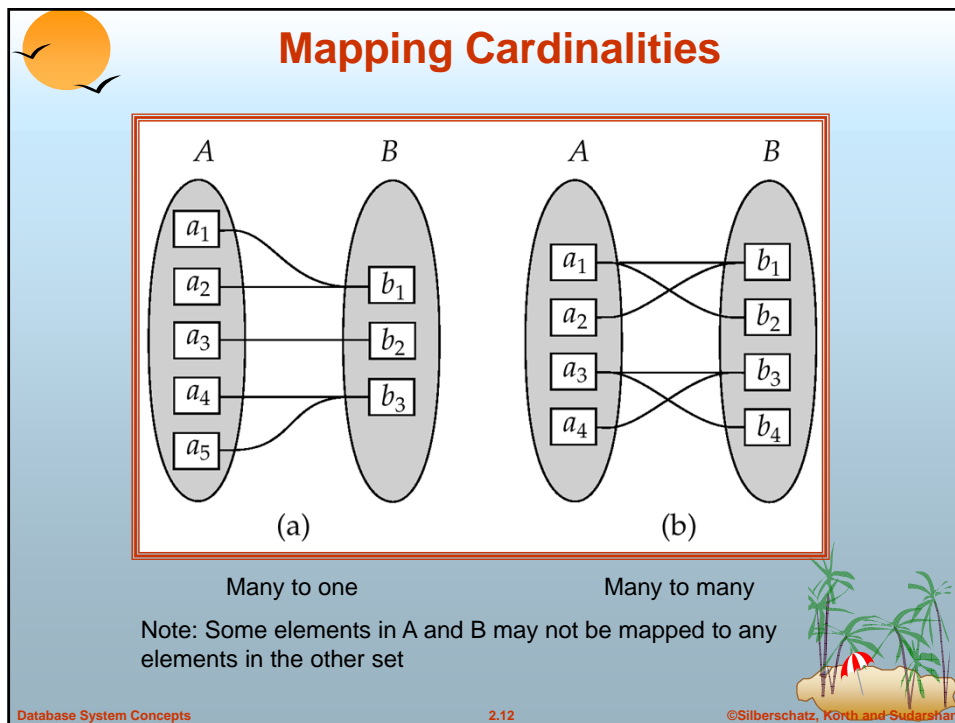 Mapping Cardinalities
A B
a1
a2
a3
a4
a5
b1
b2
b3
(a)
A B
a1
a2
a3
a4
b1
b2
b3
b4
(b)
Many to one
Many to many
Note: Some elements in A and B may not be mapped to any
elements in the other set
Database System Concepts
2.12
©Silberschatz, Korth and Sudarshan